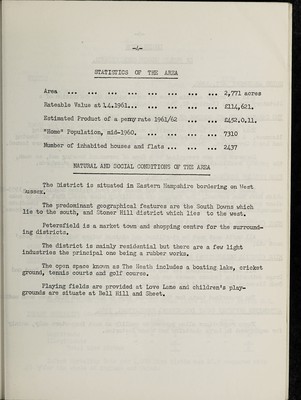 -4-
STATISTICS OF THE AREA
Area ... ... ... ... ... ... ... ... 2,771 acres
Rateable Value at 1.4.1961... ... ... ... ... £114,621.
Estimated Product of a penny rate 1961/62 ... ... £452.0.11.
"Home" Population, mid-1960. ... ... ... ... 7310
Number of inhabited houses and flats ... ... ... 2437
NATURAL AND SOCIAL CONDITIONS OF THE AREA
The District is situated in Eastern Hampshire bordering on West
Sussex.
The predominant geographical features are the South Downs which
lie to the south, and Stoner Hill district which lies to the west.
Petersfield is a market town and shopping centre for the surround-
ing districts.
The district is mainly residential but there are a few light
industries the principal one being a rubber works.
The open space known as The Heath includes a boating lake, cricket
ground, tennis courts and golf course.
Playing fields are provided at Love Lane and children's play-
grounds are situate at Bell Hill and Sheet.